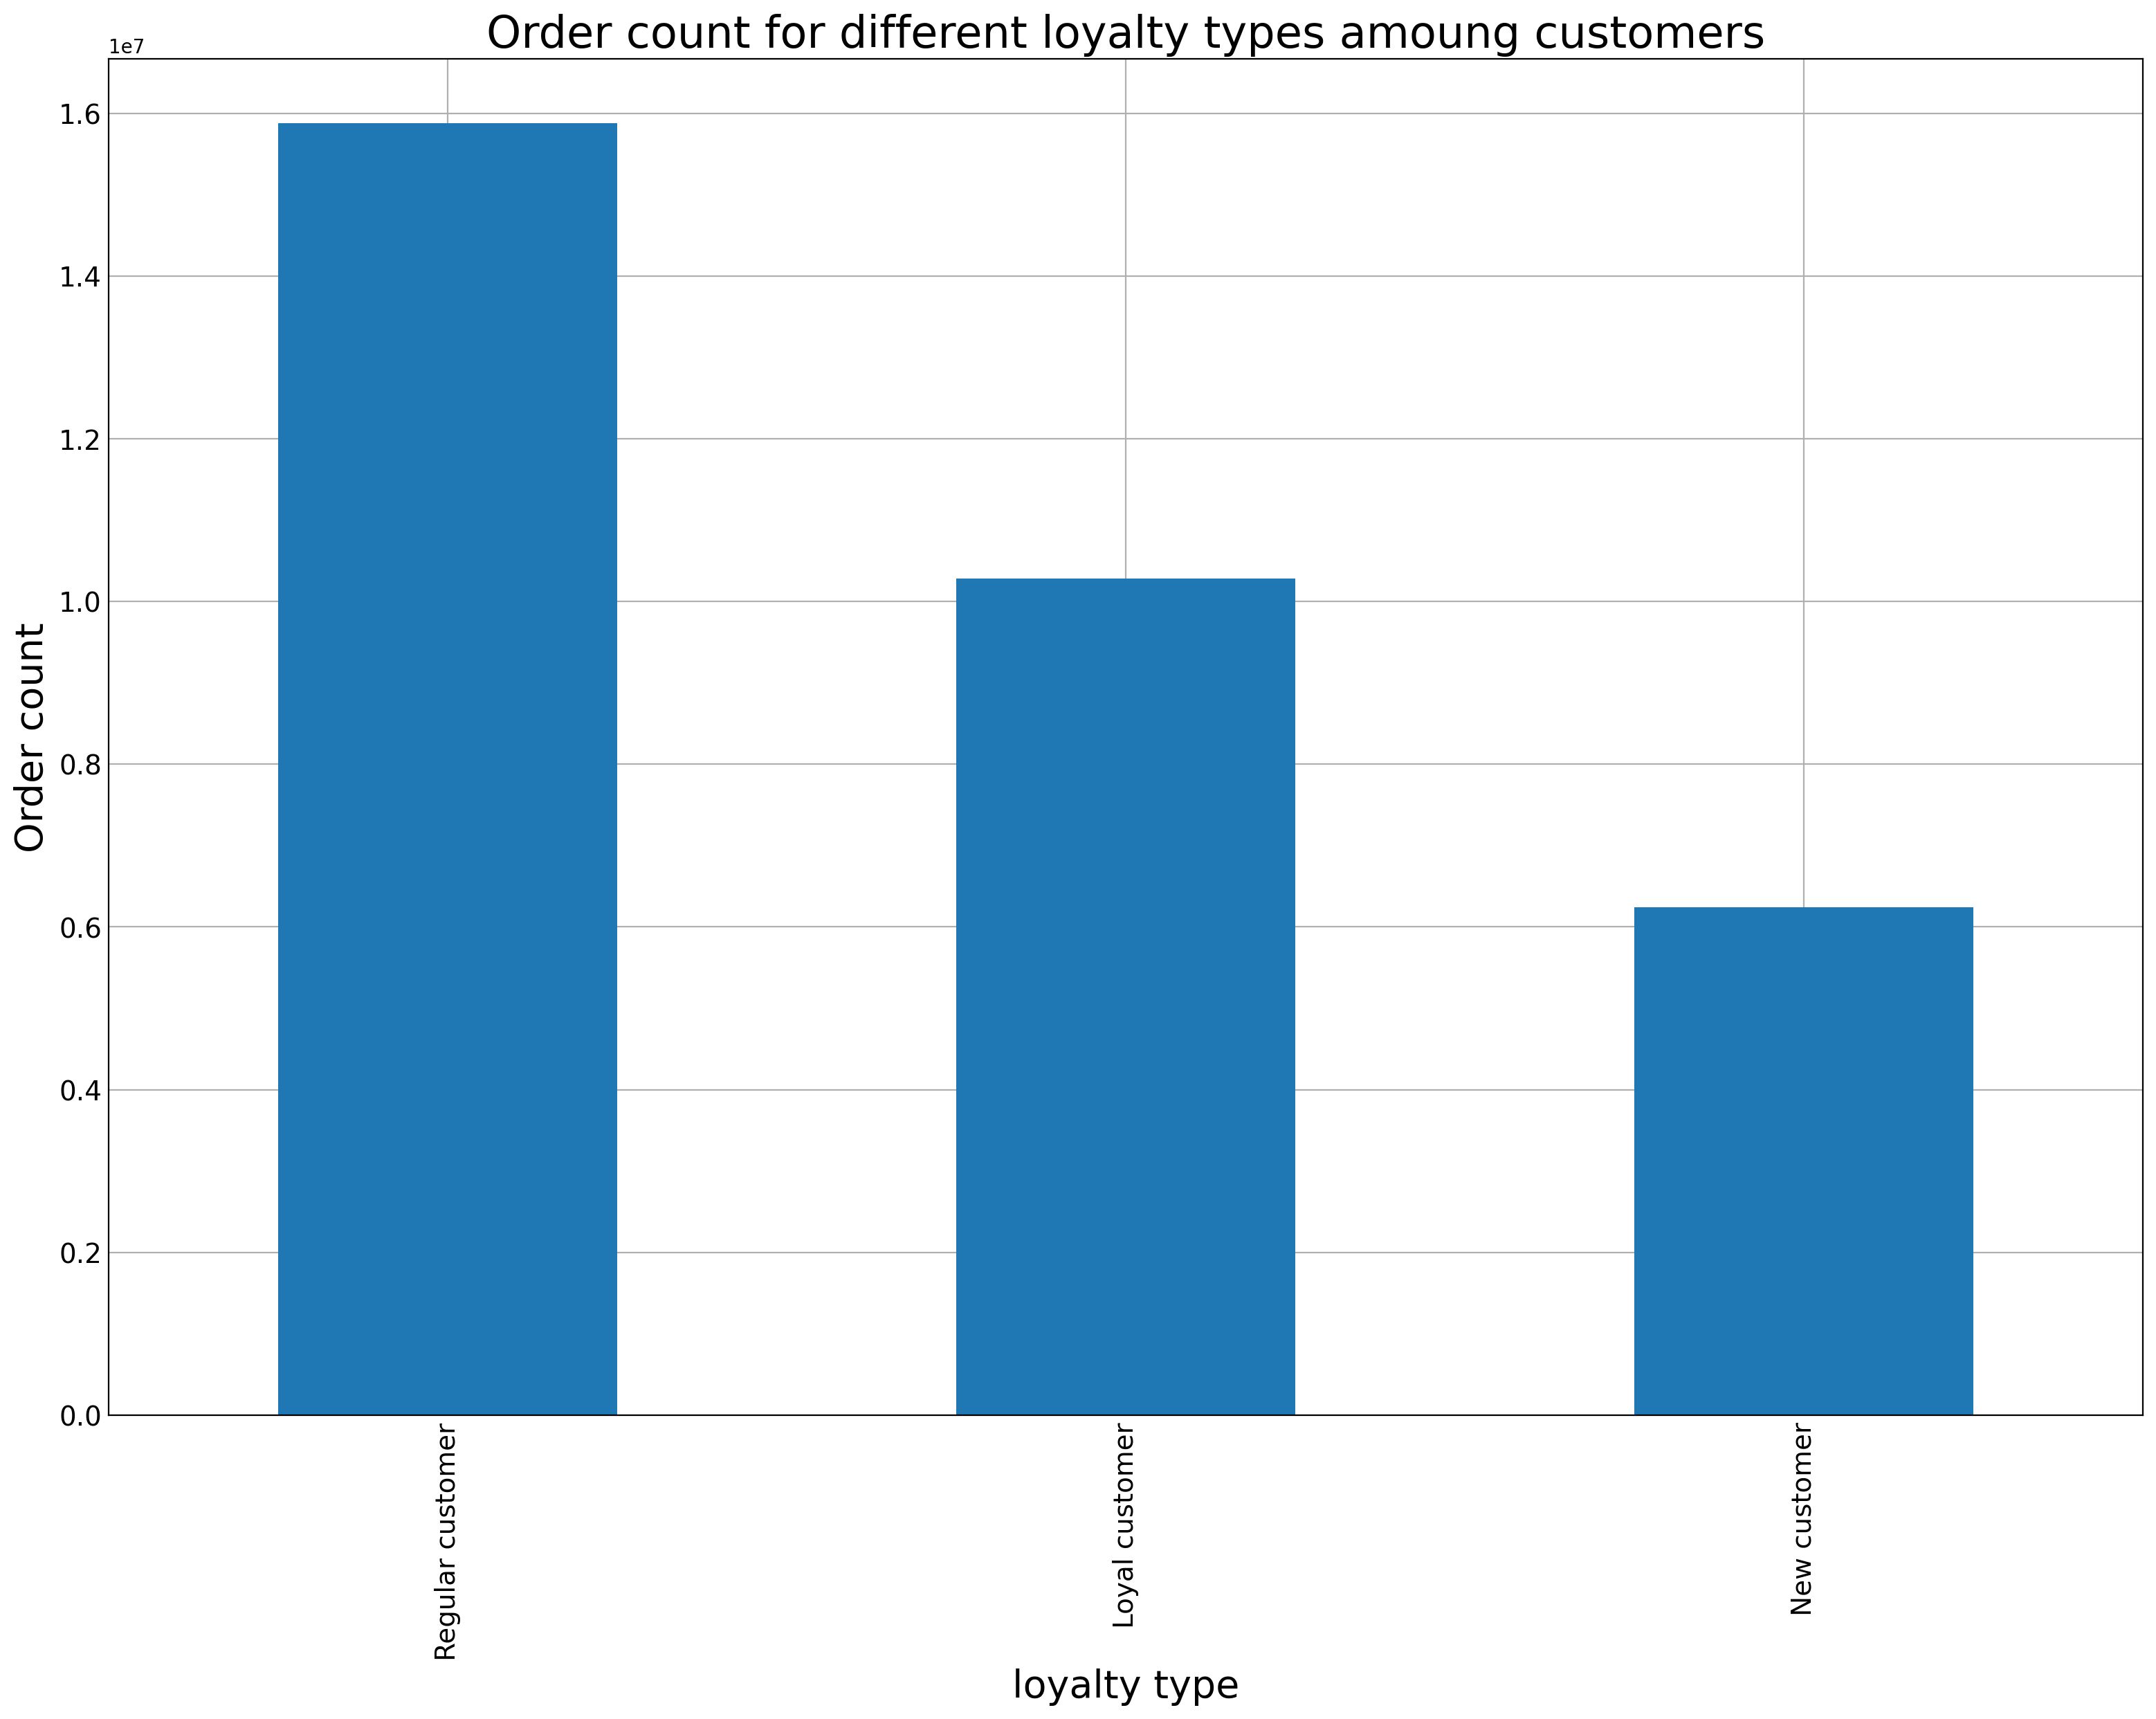 Order count for different loyalty types amoung customers
1e7
1.6
1.4
1.2
1.0
0.8
0.6
0.4
0.2
0.0
Order count
Regular customer
Loyal customer
New customer
loyalty type